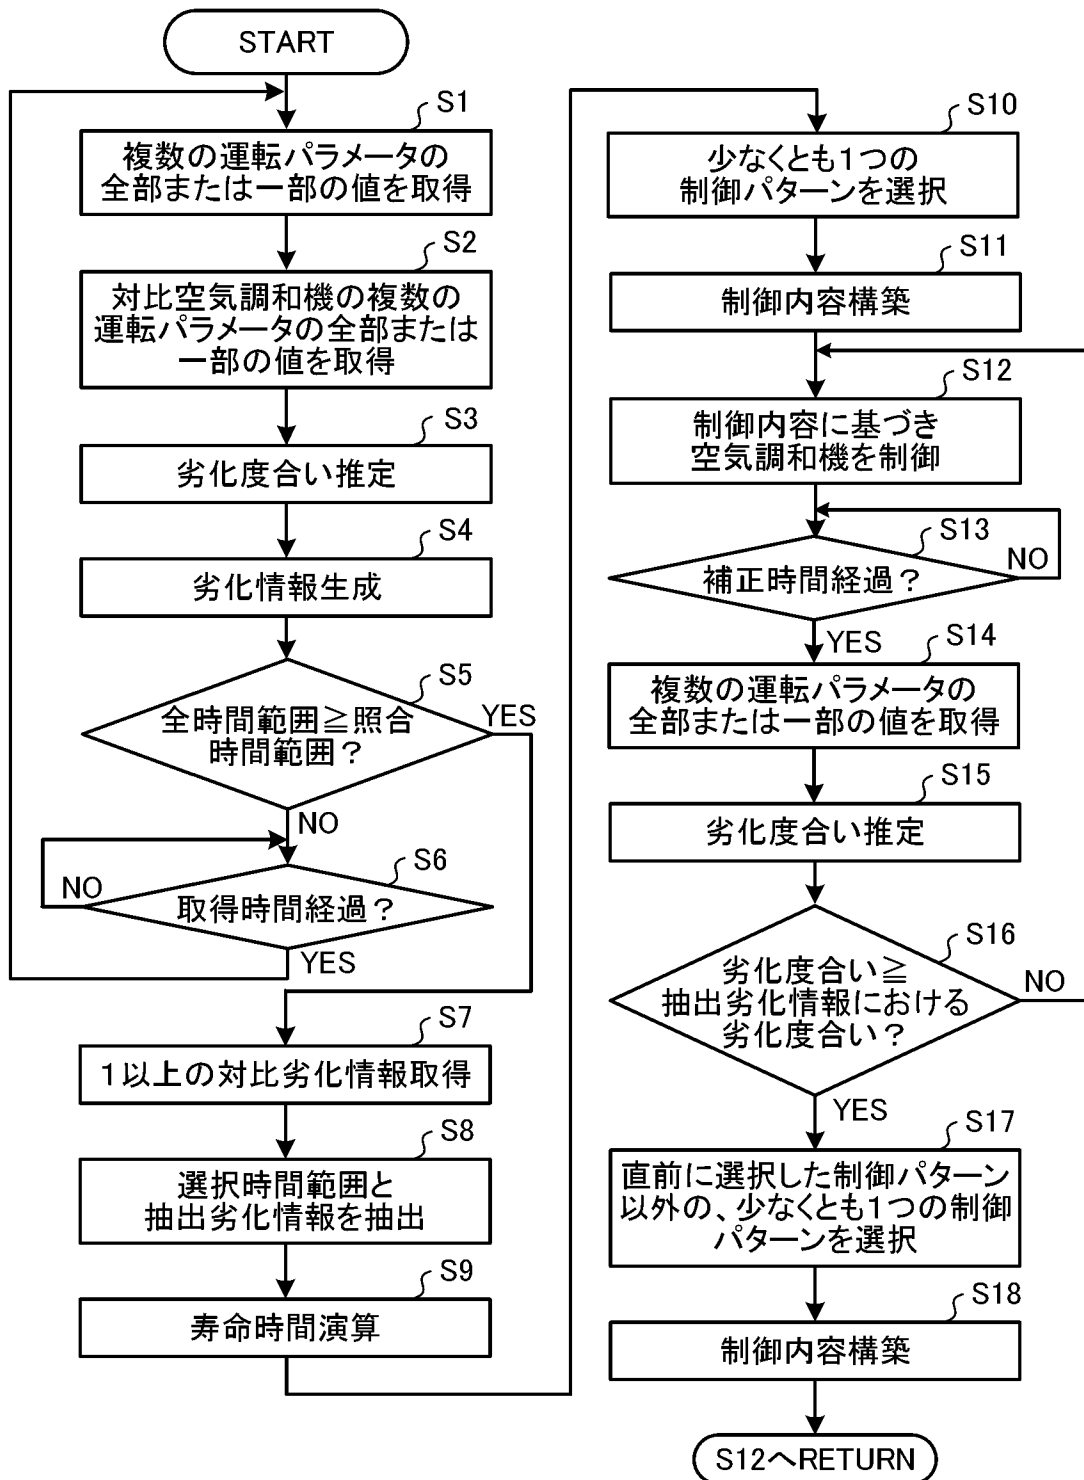 START
S1
複数の運転パラメータの
全部または一部の値を取得
S2
対比空気調和機の複数の
運転パラメータの全部または
一部の値を取得
S3
劣化度合い推定
S4
劣化情報生成
S5
全時間範囲≧照合
時間範囲？
YES
NO
S6
取得時間経過？
NO
YES
S7
１以上の対比劣化情報取得
S8
選択時間範囲と
抽出劣化情報を抽出
S9
寿命時間演算
S10
少なくとも１つの
制御パターンを選択
S11
制御内容構築
S12
制御内容に基づき
空気調和機を制御
S13
補正時間経過？
NO
YES
S14
複数の運転パラメータの
全部または一部の値を取得
S15
劣化度合い推定
S16
劣化度合い≧
抽出劣化情報における
劣化度合い？
NO
YES
S17
直前に選択した制御パターン
以外の、少なくとも１つの制御
パターンを選択
S18
制御内容構築
S12へRETURN